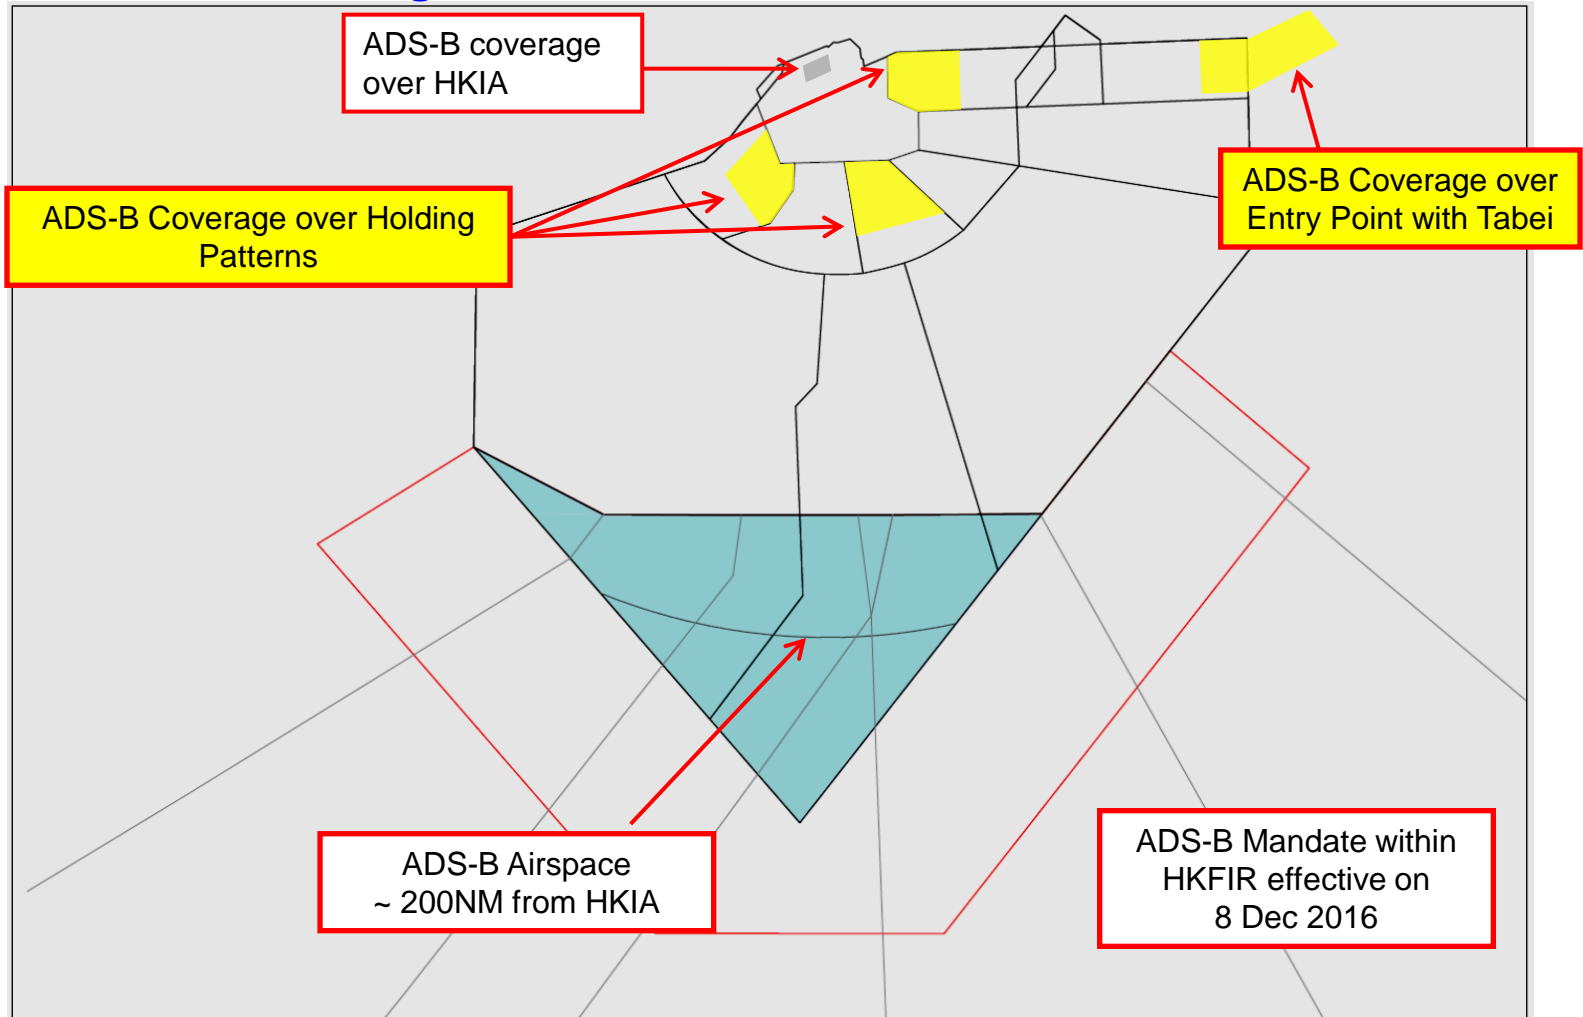 ADS-B coverage
over HKIA
ADS-B Coverage over
Entry Point with Tabei
ADS-B Coverage over Holding
Patterns
ADS-B Airspace
~ 200NM from HKIA
ADS-B Mandate within
HKFIR effective on
8 Dec 2016